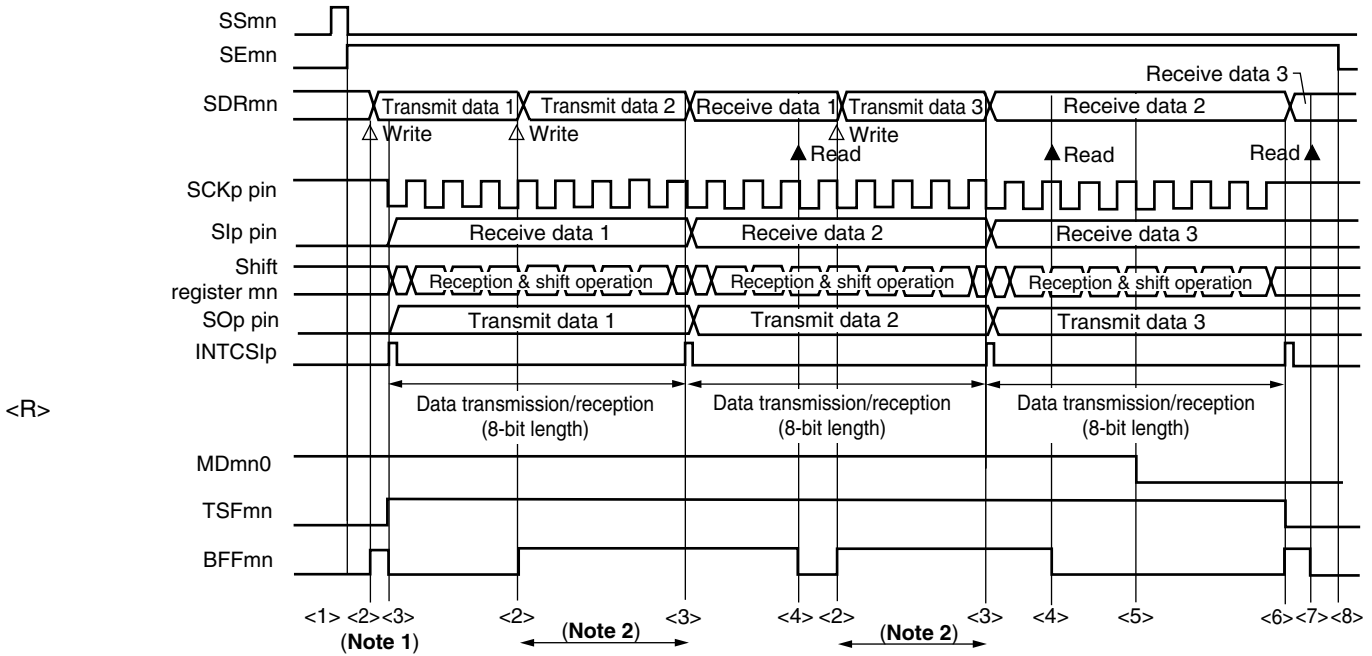 SSmn
SEmn
Receive data 3
SDRmn Transmit data 1 Transmit data 2 Receive data 1 Transmit data 3 Receive data 2
Write Write Write
Read Read Read
SCKp pin
SIp pin Receive data 1 Receive data 2 Receive data 3
Shift
register mn Reception & shift operation Reception & shift operation Reception & shift operation
SOp pin Transmit data 1 Transmit data 2 Transmit data 3
INTCSIp
<R> Data transmission/reception Data transmission/reception Data transmission/reception
(8-bit length) (8-bit length) (8-bit length)
MDmn0
TSFmn
BFFmn
<1> <2> <3> <2> <3> <4> <2> <3> <4> <5> <6> <7> <8>
(Note 1) (Note 2) (Note 2)